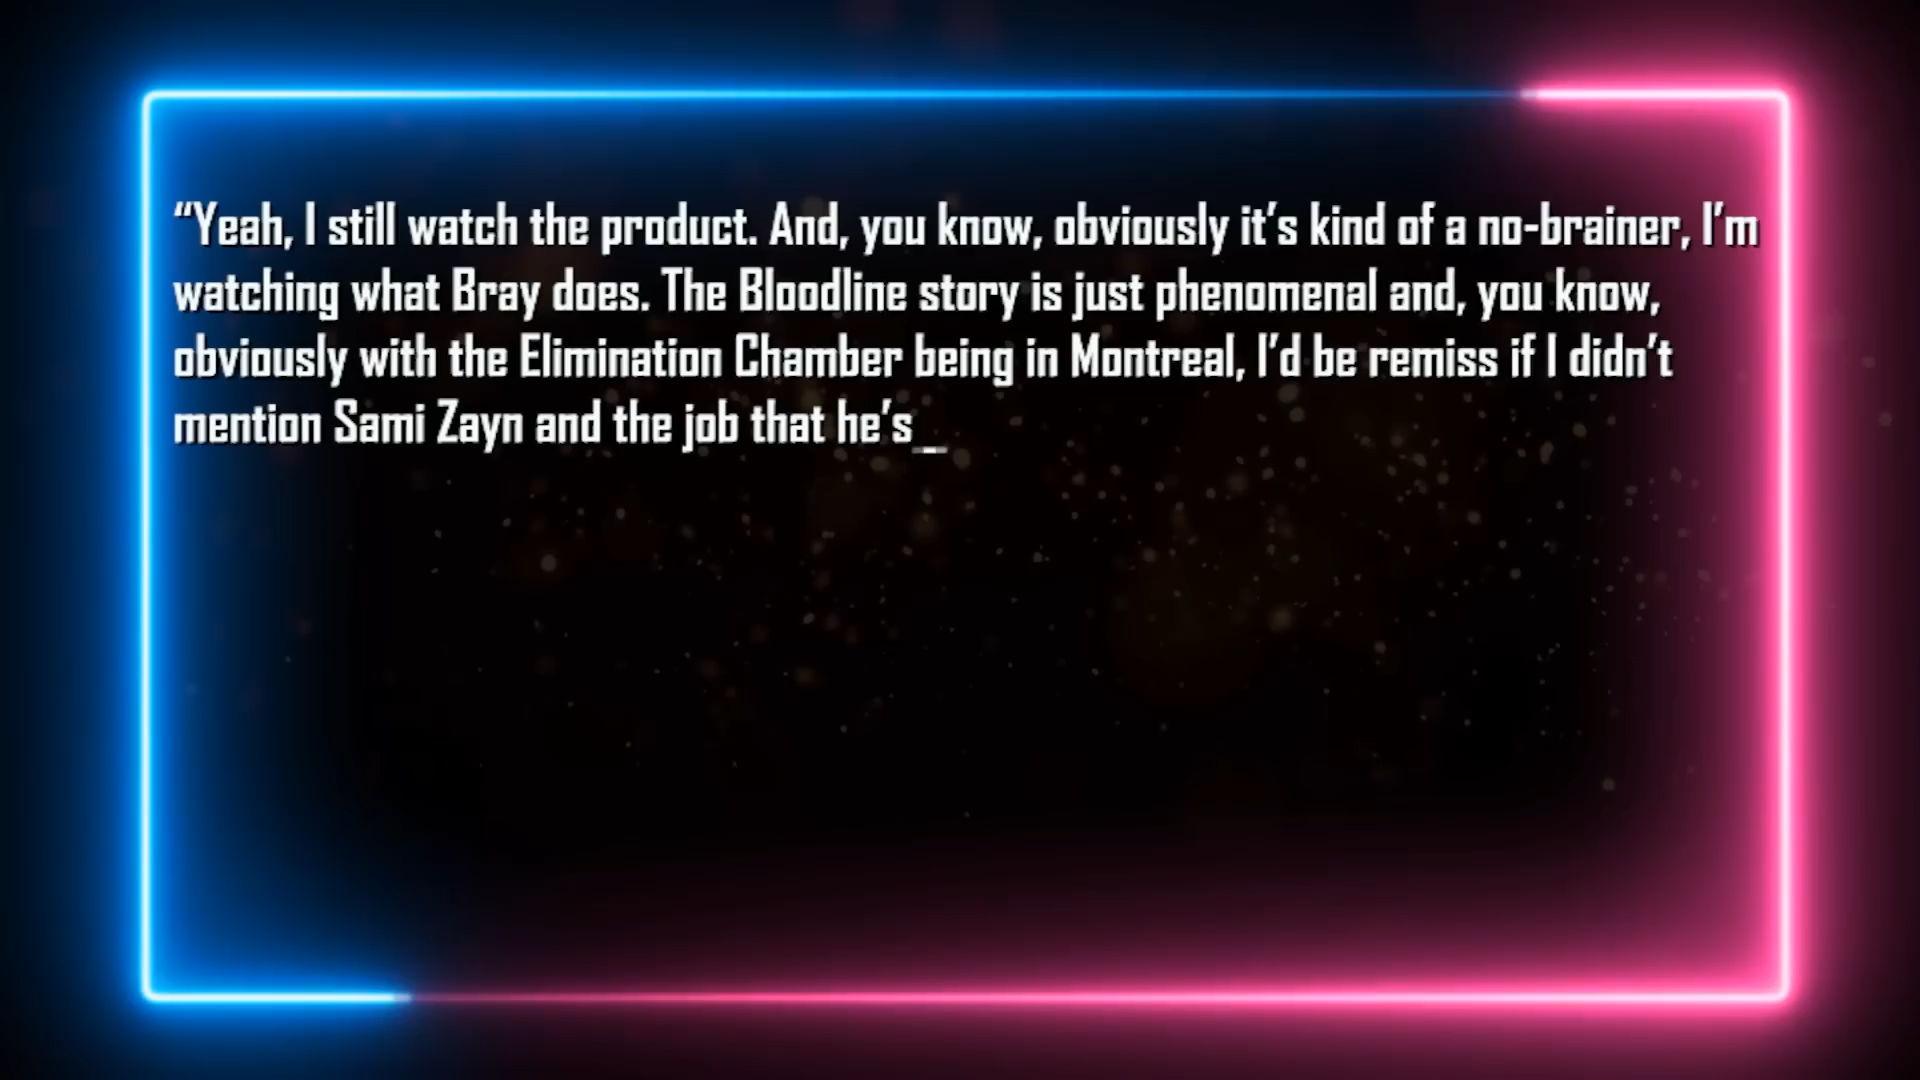 “Yeah, I still watch the product. And, you know, obviously it’s kind of a no-brainer, I’m
watching what Bray does. The Bloodline story is just phenomenal and, you know,
obviously with the Elimination Chamber being in Montreal, I’d be remiss if I didn’t
mention Sami Zayn and the job that he’s_